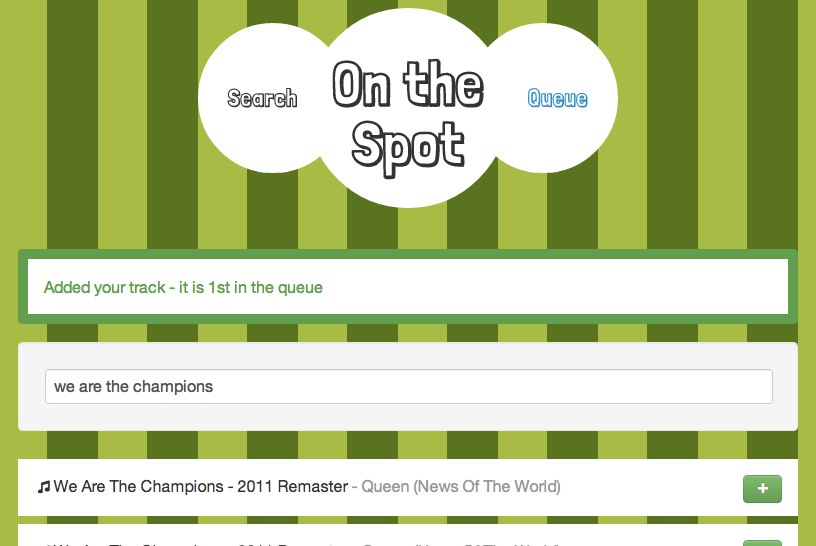 Search
On the
Spot
Queue
Added your track - it is 1st in the queue
we are the champions
We Are The Champions - 2011 Remaster - Queen (News Of The World)